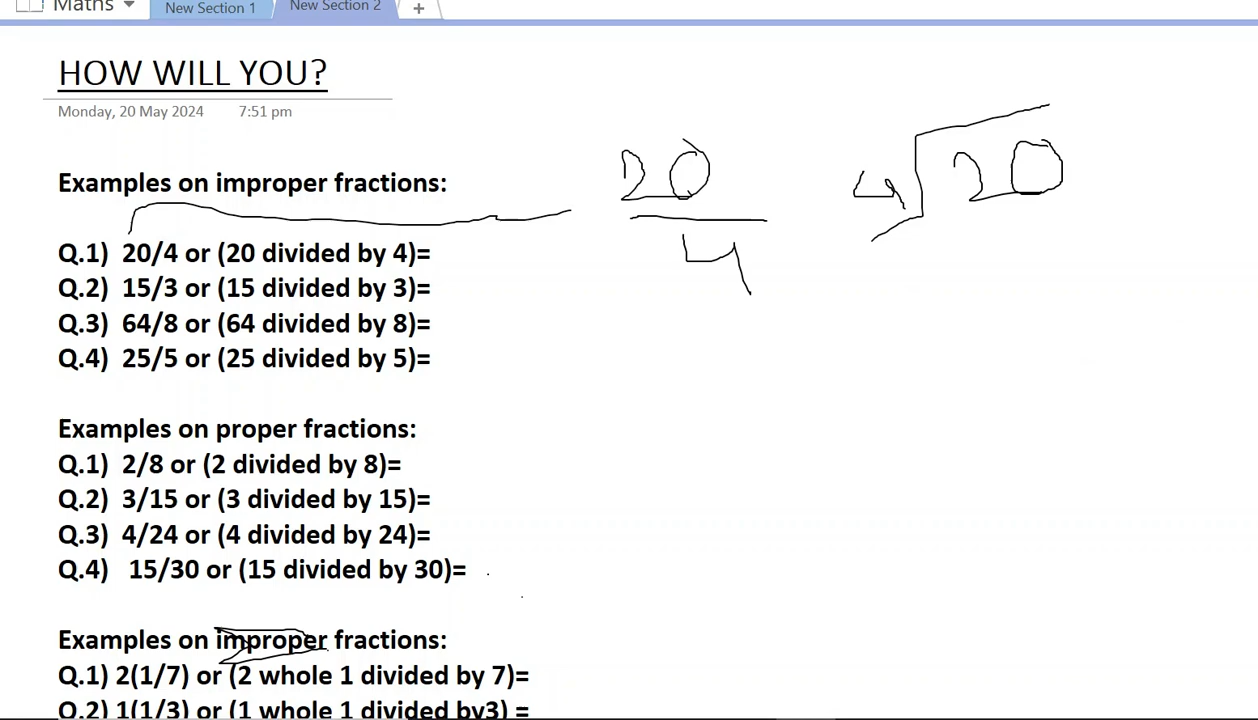 Maths New Section 1 New Section 2 +
HOW WILL YOU?
Monday, 20 May 2024 7:51 pm
20
4
4 20
Examples on improper fractions:
Q.1) 20/4 or (20 divided by 4)=
Q.2) 15/3 or (15 divided by 3)=
Q.3) 64/8 or (64 divided by 8)=
Q.4) 25/5 or (25 divided by 5)=
Examples on proper fractions:
Q.1) 2/8 or (2 divided by 8)=
Q.2) 3/15 or (3 divided by 15)=
Q.3) 4/24 or (4 divided by 24)=
Q.4) 15/30 or (15 divided by 30)=
Examples on improper fractions:
Q.1) 2(1/7) or (2 whole 1 divided by 7)=
Q.2) 1(1/3) or (1 whole 1 divided by3) =